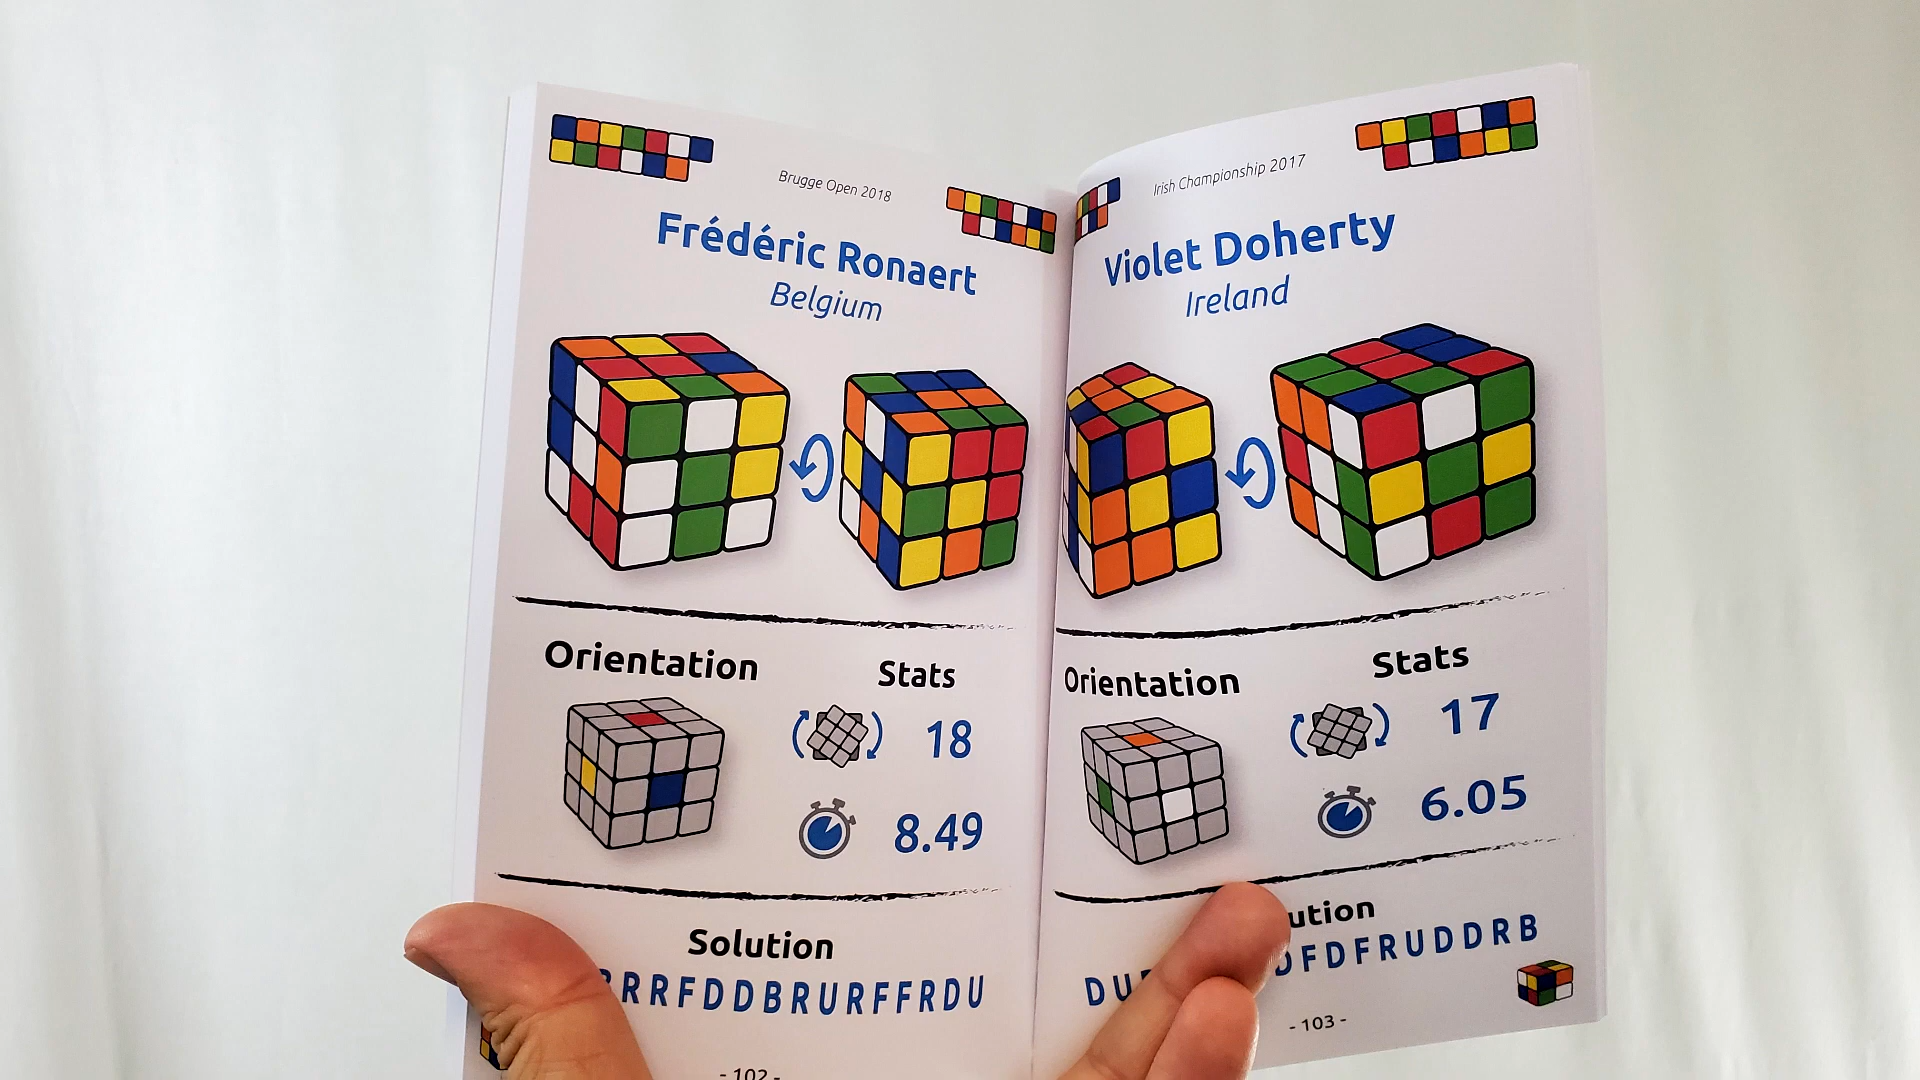 Brugge Open 2018
Frédéric Ronaert
Belgium
Orientation
Stats
18
8.49
Solution
RRFDDBRURFFRDU
- 102 -
Irish Championship 2017
Violet Doherty
Ireland
Orientation
Stats
17
6.05
ution
DU
FDFRUDDRB
- 103 -